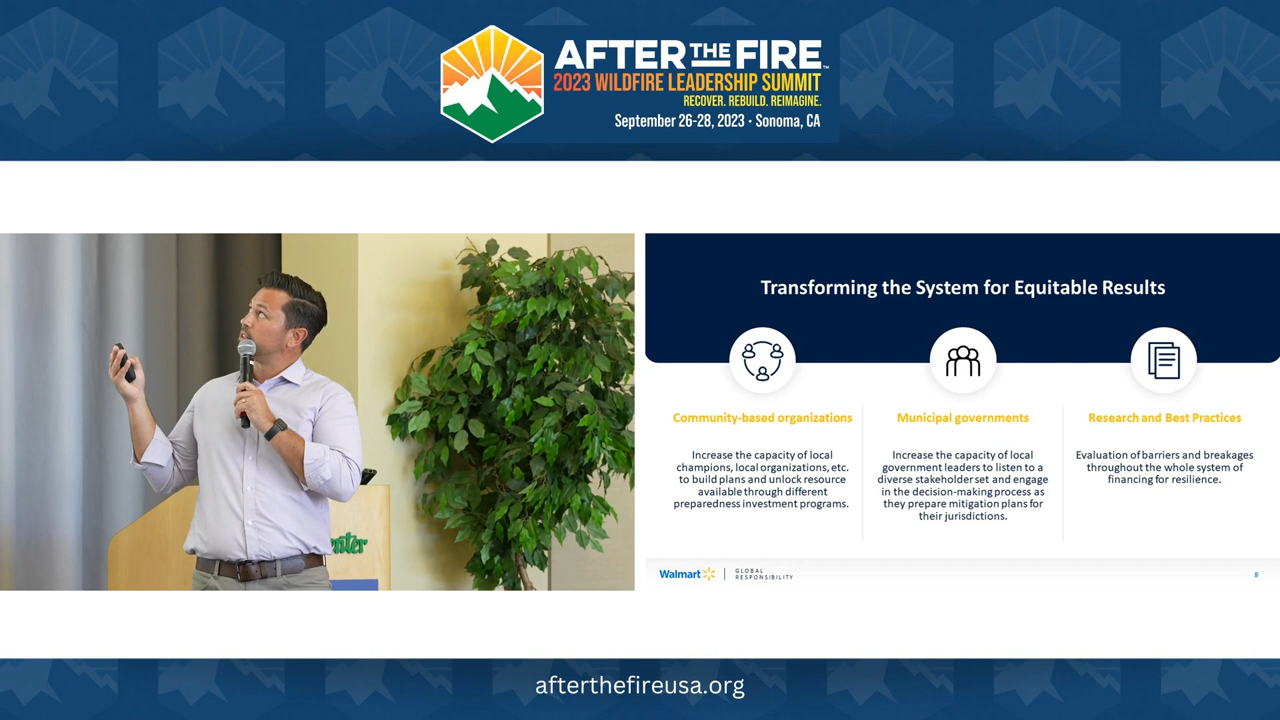 AFTER THE FIRE™
2023 WILDFIRE LEADERSHIP SUMMIT
RECOVER. REBUILD. REIMAGINE.
September 26-28, 2023 · Sonoma, CA
Transforming the System for Equitable Results
Community-based organizations
Increase the capacity of local
champions, local organizations, etc.
to build plans and unlock resource
available through different
preparedness investment programs.
Municipal governments
Increase the capacity of local
government leaders to listen to a
diverse stakeholder set and engage
in the decision-making process as
they prepare mitigation plans for
their jurisdictions.
Research and Best Practices
Evaluation of barriers and breakages
throughout the whole system of
financing for resilience.
Walmart
GLOBAL
RESPONSIBILITY
8
afterthefireusa.org